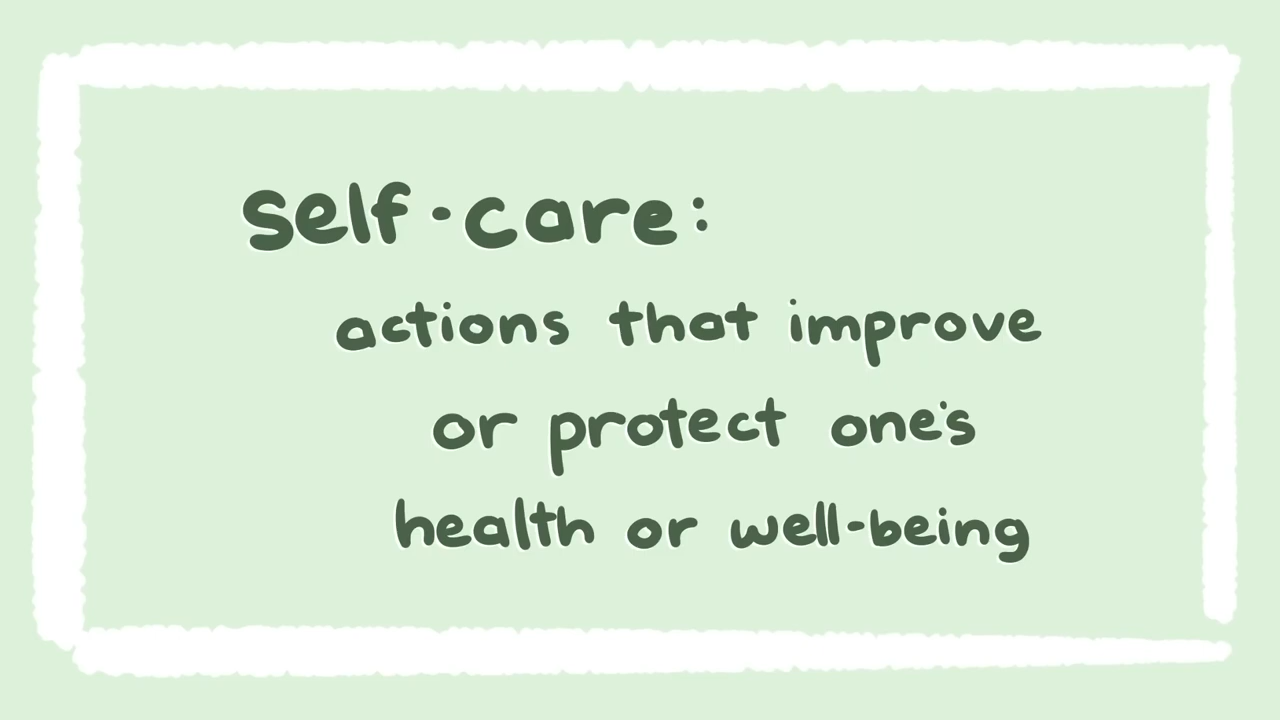 self·care:
actions that improve
or protect one's
health or well-being